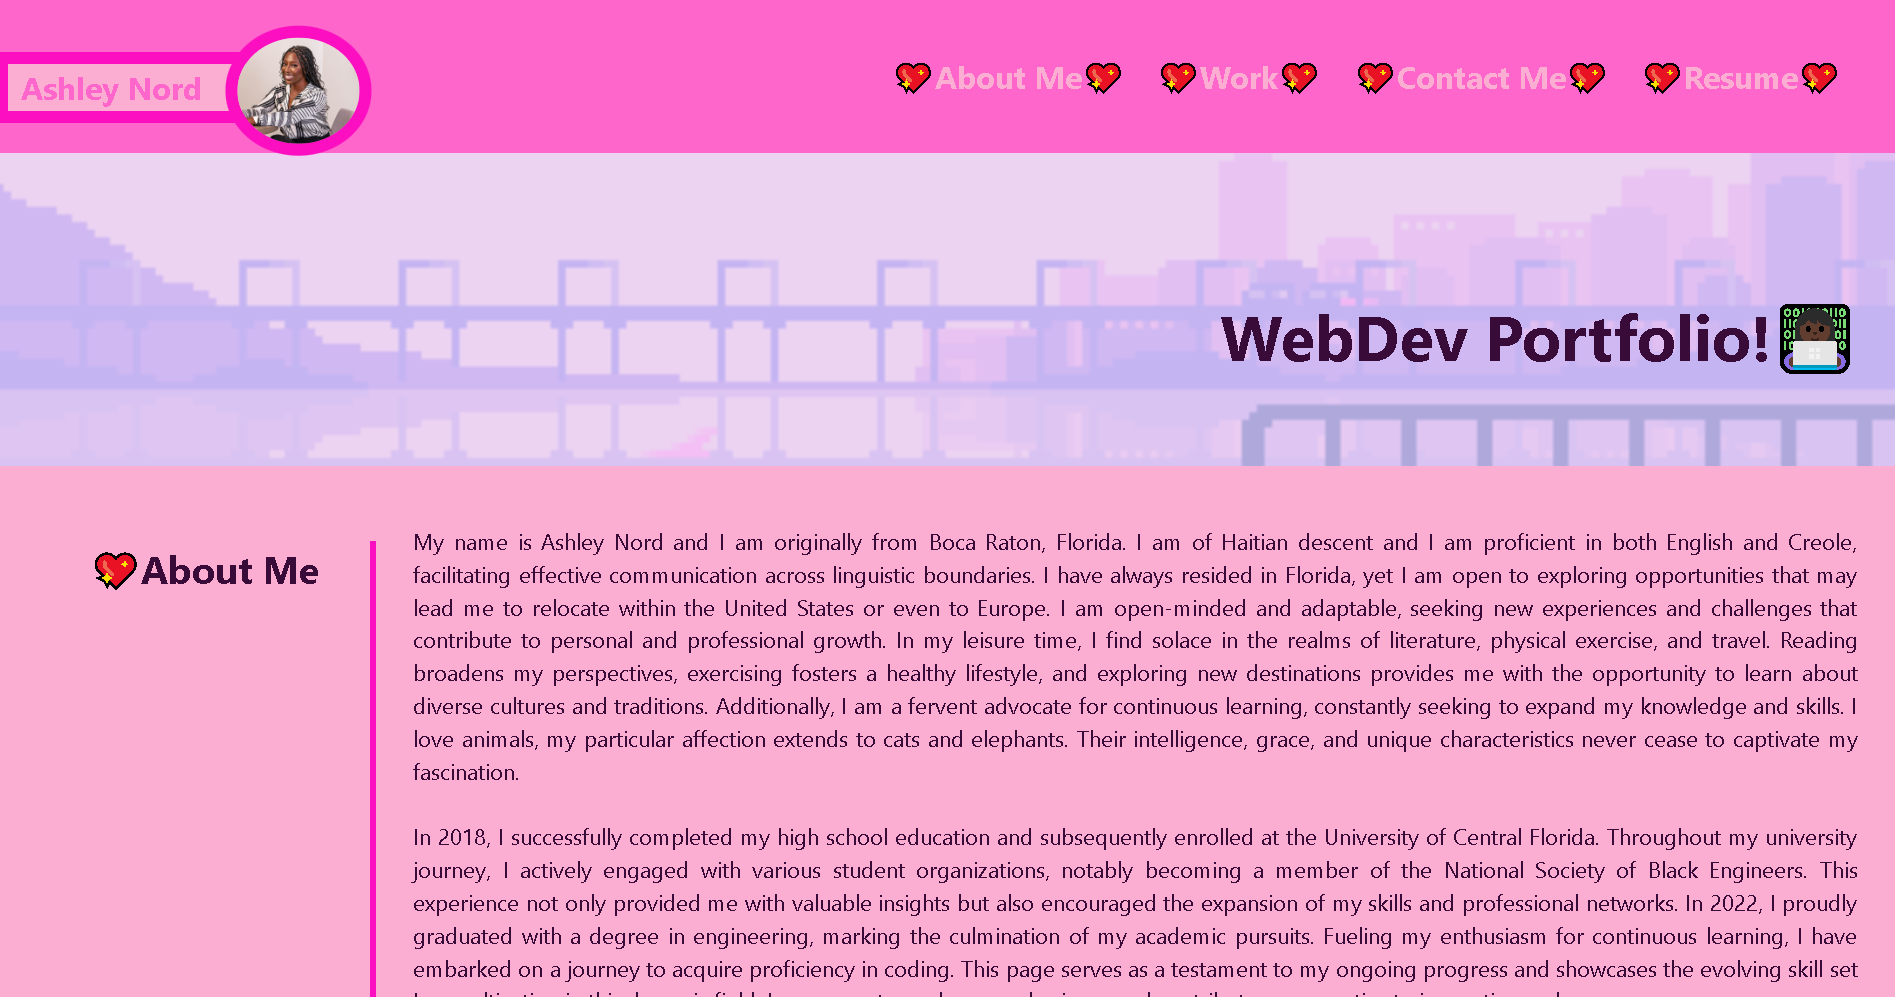 Ashley Nord
About Me
Work
Contact Me
Resume
WebDev Portfolio!
About Me
My name is Ashley Nord and I am originally from Boca Raton, Florida. I am of Haitian descent and I am proficient in both English and Creole,
facilitating effective communication across linguistic boundaries. I have always resided in Florida, yet I am open to exploring opportunities that may
lead me to relocate within the United States or even to Europe. I am open-minded and adaptable, seeking new experiences and challenges that
contribute to personal and professional growth. In my leisure time, I find solace in the realms of literature, physical exercise, and travel. Reading
broadens my perspectives, exercising fosters a healthy lifestyle, and exploring new destinations provides me with the opportunity to learn about
diverse cultures and traditions. Additionally, I am a fervent advocate for continuous learning, constantly seeking to expand my knowledge and skills. I
love animals, my particular affection extends to cats and elephants. Their intelligence, grace, and unique characteristics never cease to captivate my
fascination.
In 2018, I successfully completed my high school education and subsequently enrolled at the University of Central Florida. Throughout my university
journey, I actively engaged with various student organizations, notably becoming a member of the National Society of Black Engineers. This
experience not only provided me with valuable insights but also encouraged the expansion of my skills and professional networks. In 2022, I proudly
graduated with a degree in engineering, marking the culmination of my academic pursuits. Fueling my enthusiasm for continuous learning, I have
embarked on a journey to acquire proficiency in coding. This page serves as a testament to my ongoing progress and showcases the evolving skill set